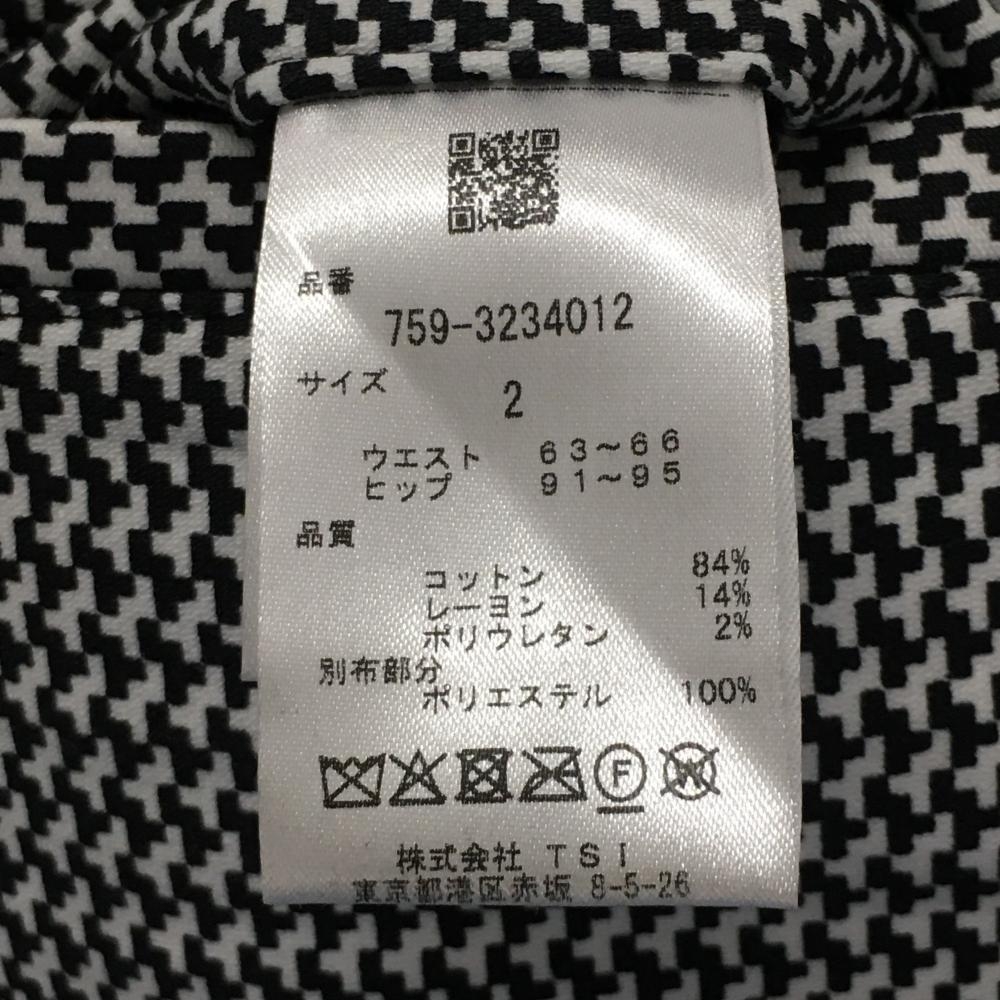 品番
759-3234012
サイズ 2
ウエスト 63～66
ヒップ 91～95
品質
コットン 84%
レーヨン 14%
ポリウレタン 2%
別布部分
ポリエステル 100%
F W
株式会社 TSI
東京都港区赤坂 8-5-26